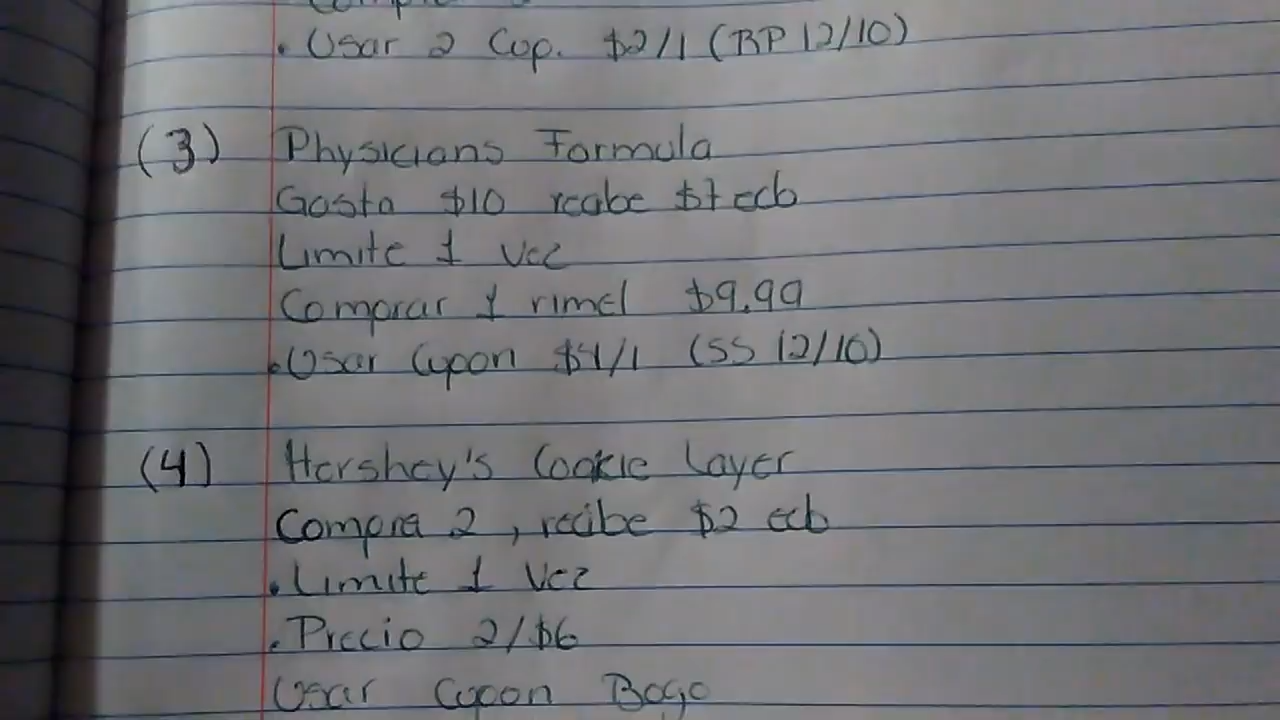 • Usar 2 Cup. $2/1 (BP 12/10)
(3) Physicians Formula
Gasta $10 recibe $7 ecb
Limite 1 vez
Comprar 1 rimel $9.99
• Usar Cupon $4/1 (SS 12/10)
(4) Hershey's Cookie Layer
Compra 2, recibe $2 ecb
• Limite 1 Vez
• Precio 2/$6
Usar Cupon Bogo